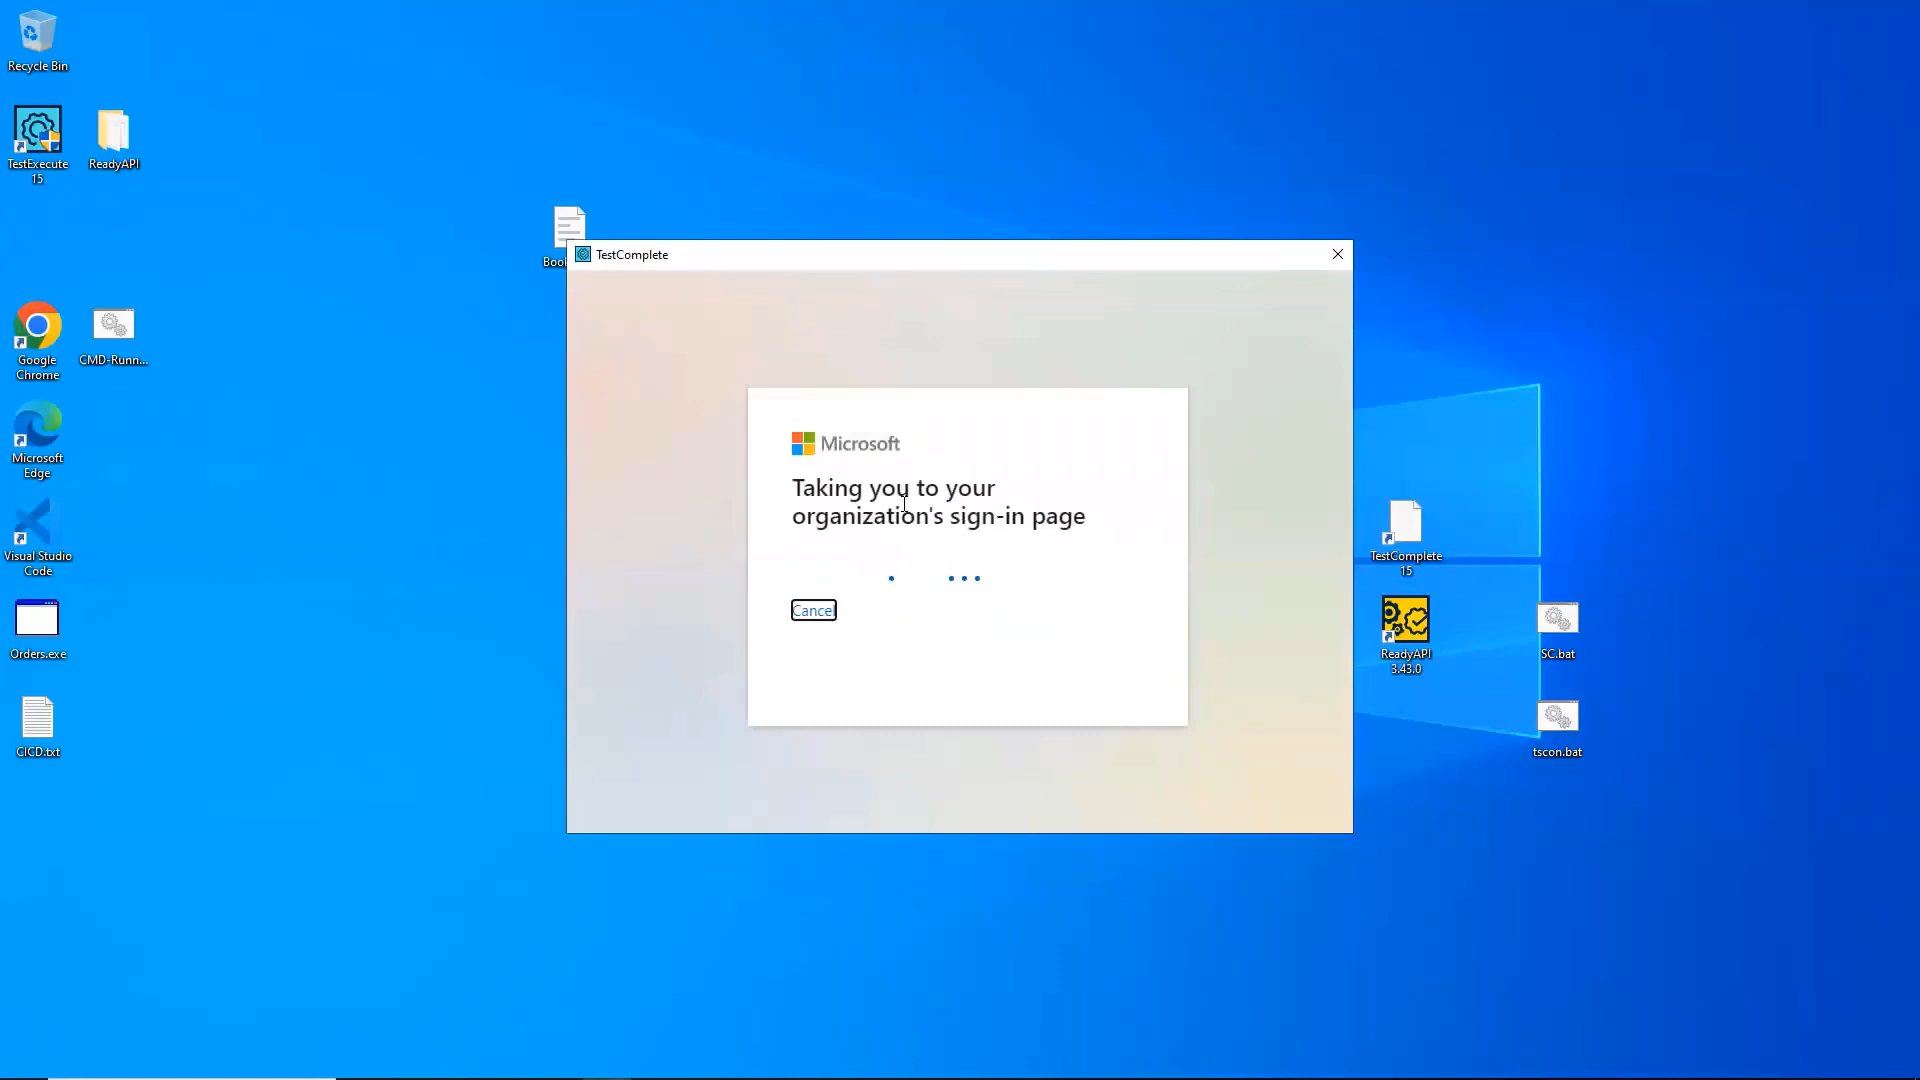 Recycle Bin
TestExecute
15
ReadyAPI
Google
Chrome
CMD-Runn...
Microsoft
Edge
Visual Studio
Code
Orders.exe
CICD.txt
TestComplete
Microsoft
Taking you to your
organization's sign-in page
Cancel
TestComplete
15
ReadyAPI
3.43.0
SC.bat
tscon.bat